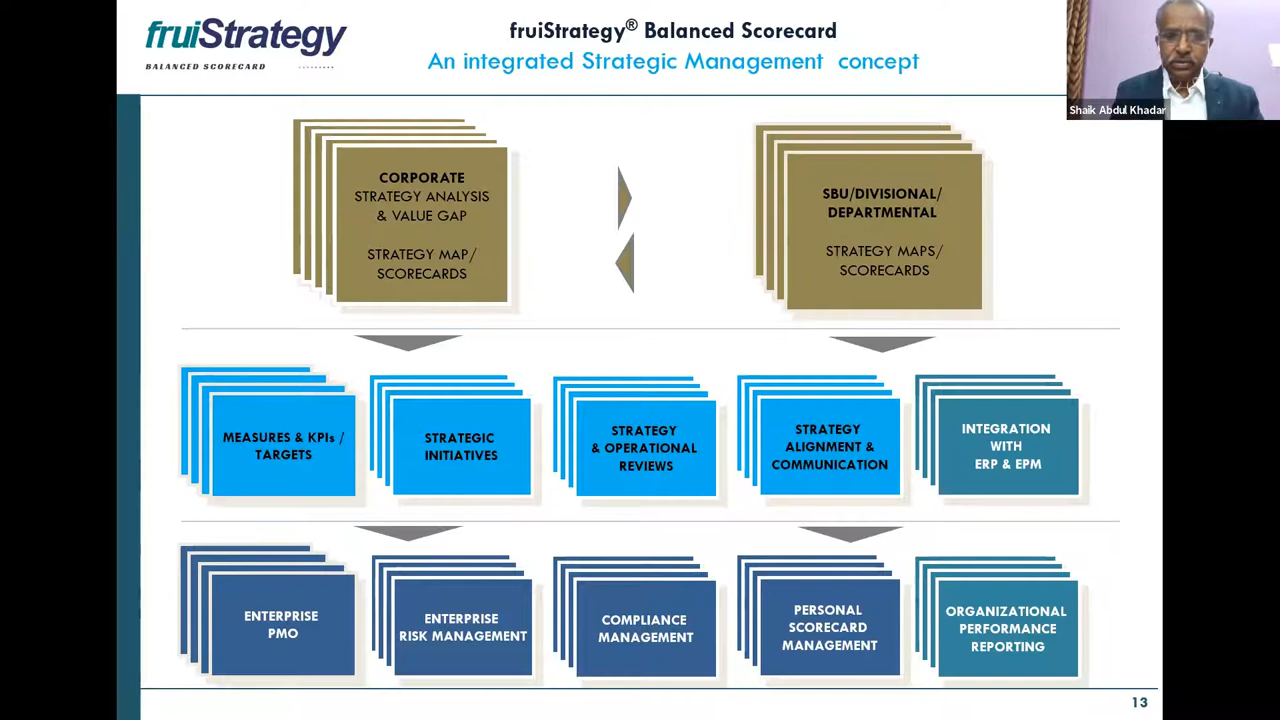 fruiStrategy
BALANCED SCORECARD
fruiStrategy® Balanced Scorecard
An integrated Strategic Management concept
Shaik Abdul Khadar
CORPORATE
STRATEGY ANALYSIS
& VALUE GAP
STRATEGY MAP/
SCORECARDS
SBU/DIVISIONAL/
DEPARTMENTAL
STRATEGY MAPS/
SCORECARDS
MEASURES & KPIs /
TARGETS
STRATEGIC
INITIATIVES
STRATEGY
& OPERATIONAL
REVIEWS
STRATEGY
ALIGNMENT &
COMMUNICATION
INTEGRATION
WITH
ERP & EPM
ENTERPRISE
PMO
ENTERPRISE
RISK MANAGEMENT
COMPLIANCE
MANAGEMENT
PERSONAL
SCORECARD
MANAGEMENT
ORGANIZATIONAL
PERFORMANCE
REPORTING
13